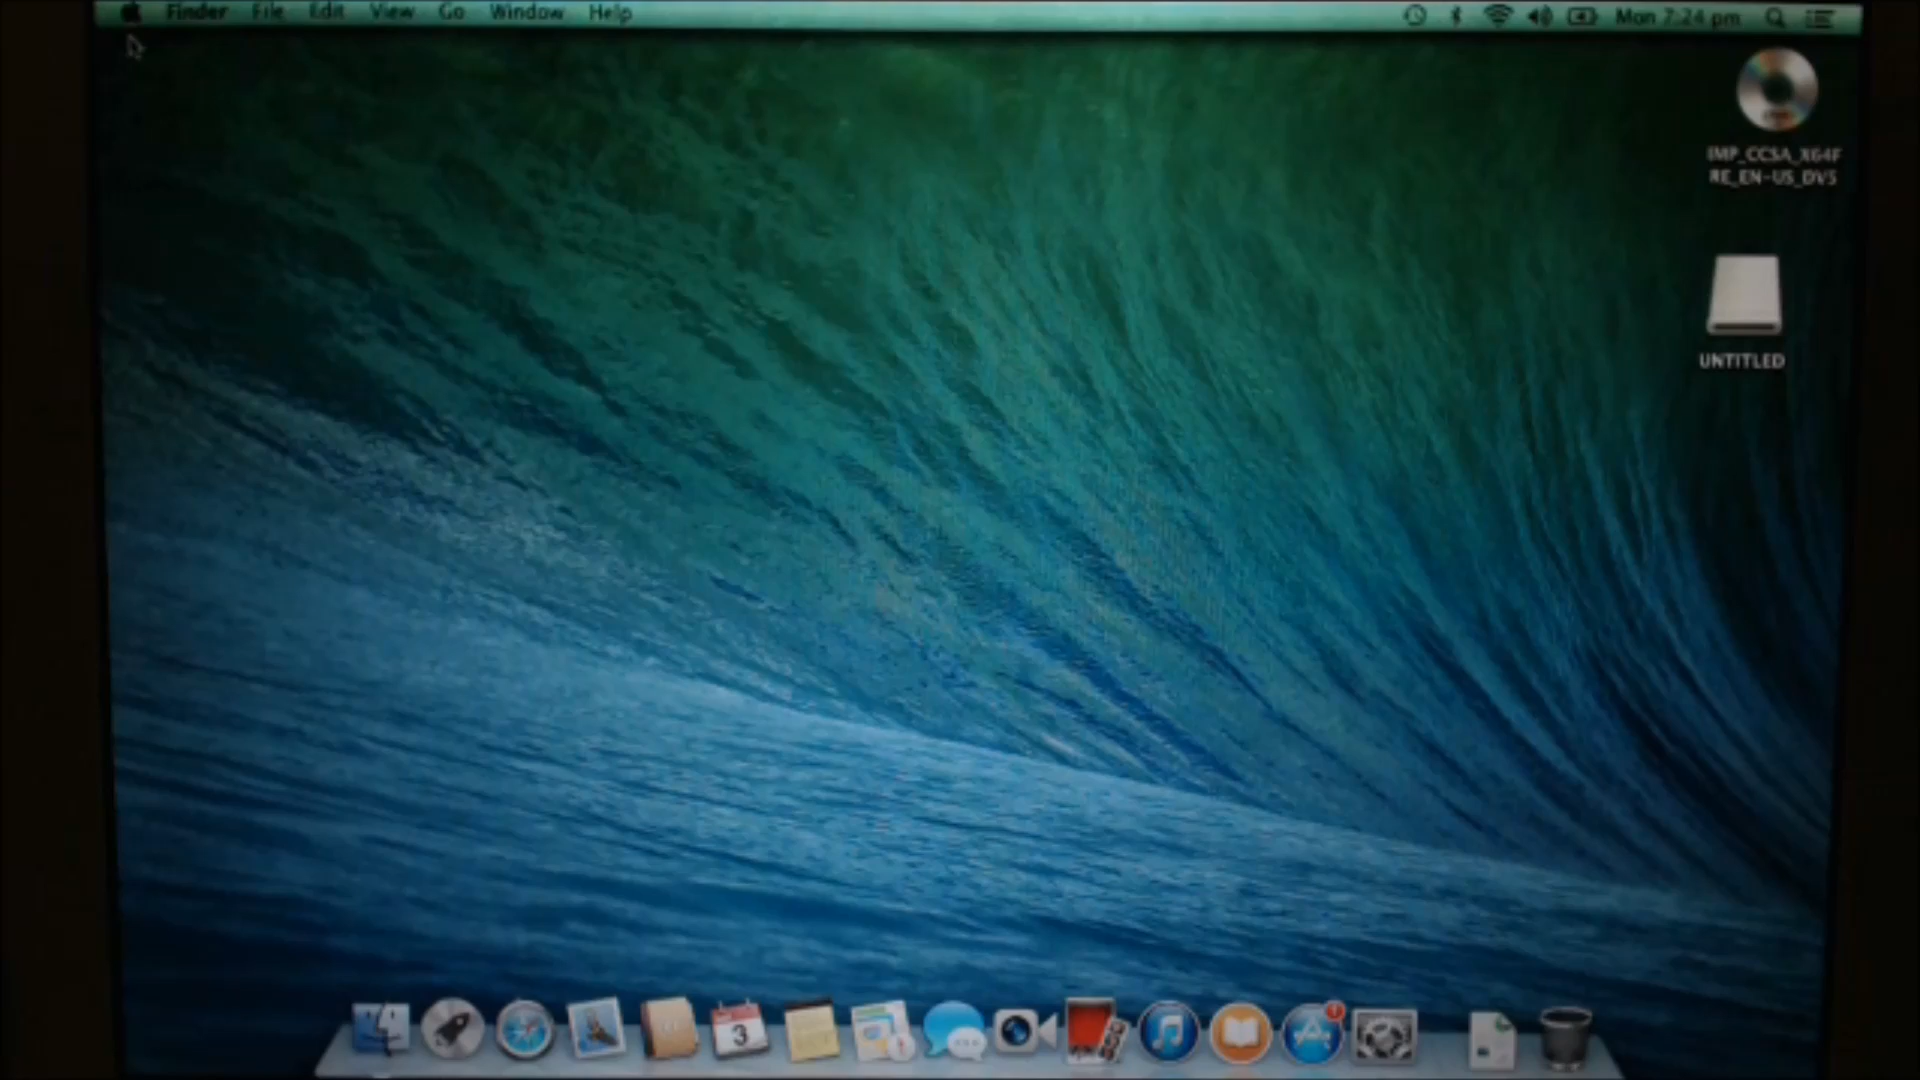 Finder File Edit View Go Window Help Mon 7:24 pm
IMP_CCSA_X64F
RE_EN-US_DV5
UNTITLED
3